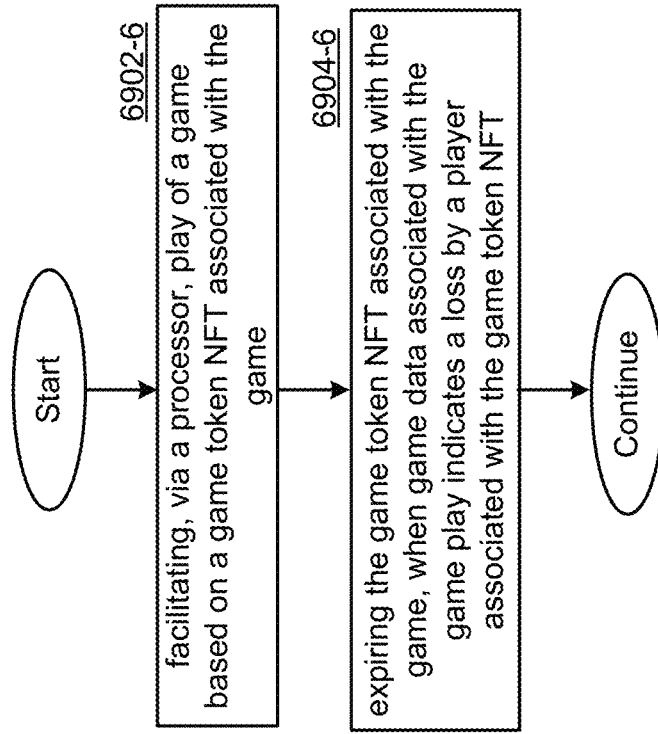 Start
6902-6
facilitating, via a processor, play of a game
based on a game token NFT associated with the
game
6904-6
expiring the game token NFT associated with the
game, when game data associated with the
game play indicates a loss by a player
associated with the game token NFT
Continue